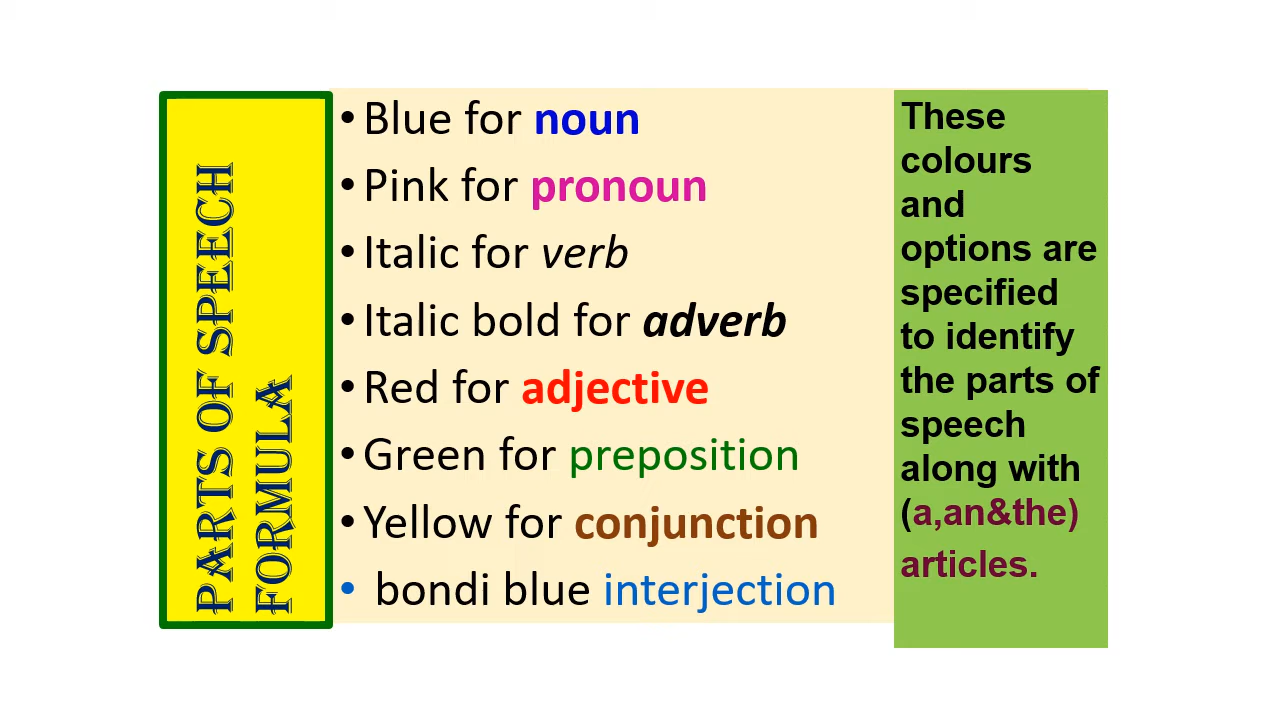 PARTS OF SPEECH
FORMULA
•Blue for noun
•Pink for pronoun
•Italic for verb
•Italic bold for adverb
•Red for adjective
•Green for preposition
•Yellow for conjunction
• bondi blue interjection
These
colours
and
options are
specified
to identify
the parts of
speech
along with
(a,an&the)
articles.